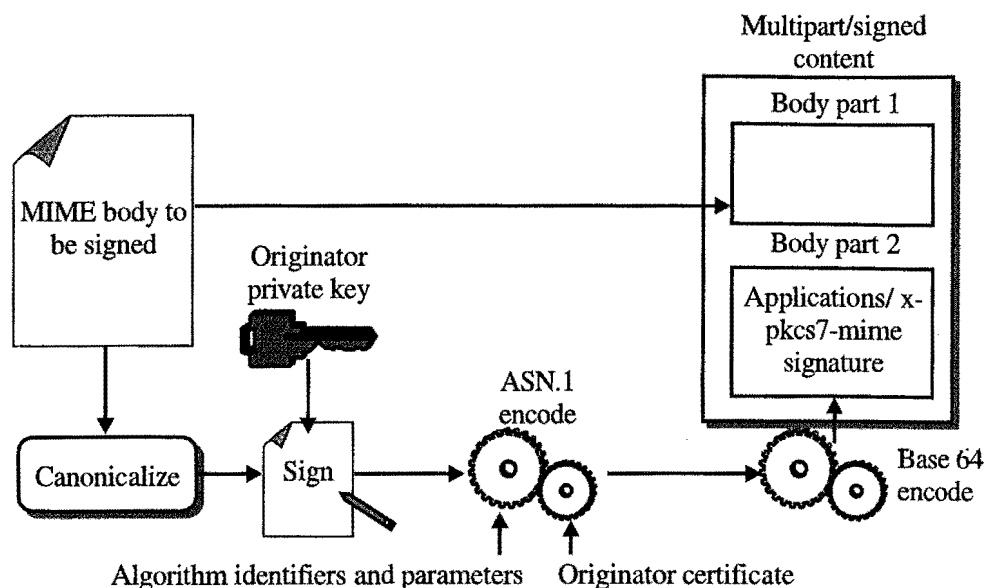 Multipart/signed
content
Body part 1
MIME body to
be signed
Body part 2
Originator
private key
Applications/ x-
pkcs7-mime
signature
ASN.1
encode
Canonicalize
Sign
Base 64
encode
Algorithm identifiers and parameters
Originator certificate